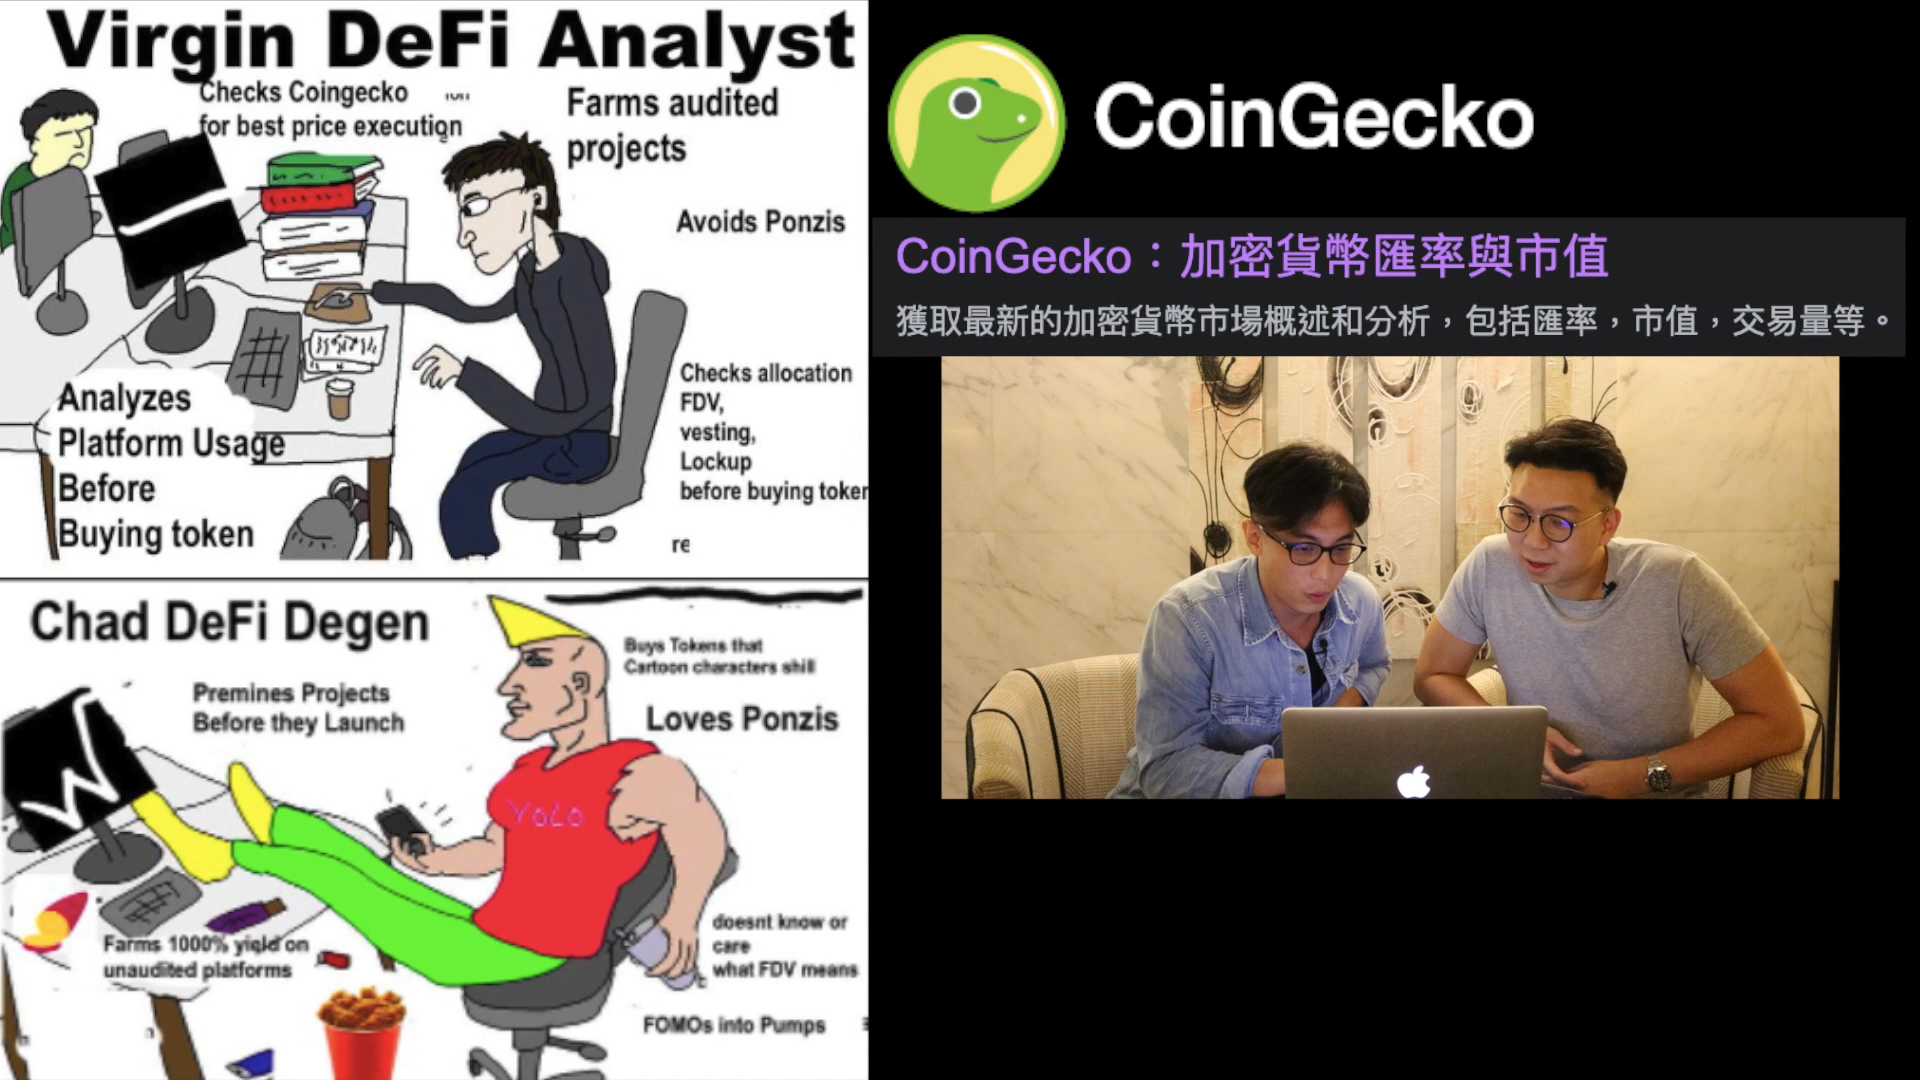 Virgin DeFi Analyst
Checks Coingecko
for best price execution
Farms audited
projects
Avoids Ponzis
Checks allocation
FDV,
vesting,
Lockup
before buying token
re
Analyzes
Platform Usage
Before
Buying token
Chad DeFi Degen
Buys Tokens that
Cartoon characters shill
Premines Projects
Before they Launch
Loves Ponzis
YOLO
Farms 1000% yield on
unaudited platforms
doesnt know or
care
what FDV means
FOMOs into Pumps
CoinGecko
CoinGecko：加密貨幣匯率與市值
獲取最新的加密貨幣市場概述和分析，包括匯率，市值，交易量等。